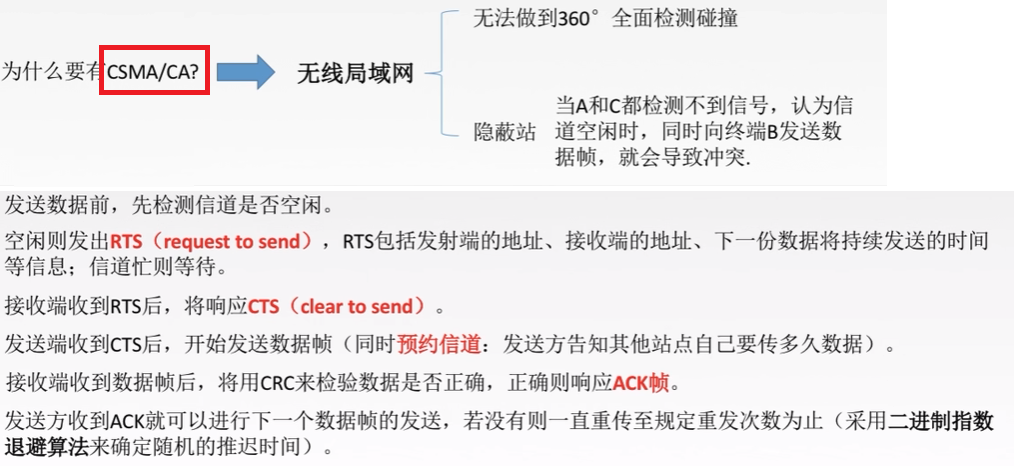 无法做到360°全面检测碰撞
为什么要有CSMA/CA?
无线局域网
当A和C都检测不到信号，认为信
隐蔽站
道空闲时，同时向终端B发送数
据帧，就会导致冲突.
发送数据前，先检测信道是否空闲。
空闲则发出RTS（request to send），RTS包括发射端的地址、接收端的地址、下一份数据将持续发送的时间
等信息；信道忙则等待。
接收端收到RTS后，将响应CTS（clear to send）。
发送端收到CTS后，开始发送数据帧（同时预约信道：发送方告知其他站点自己要传多久数据）。
接收端收到数据帧后，将用CRC来检验数据是否正确，正确则响应ACK帧。
发送方收到ACK就可以进行下一个数据帧的发送，若没有则一直重传至规定重发次数为止（采用二进制指数
退避算法来确定随机的推迟时间）。